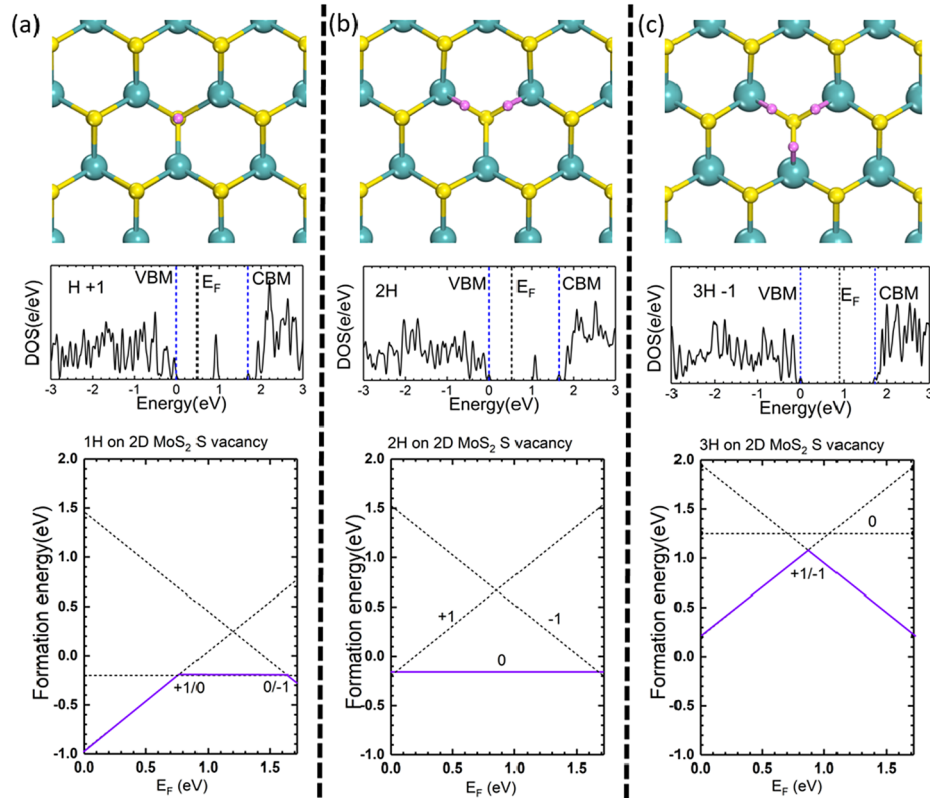 (a)
(b)
(c)
H +1
VBM
E_F
CBM
DOS(e/eV)
-3 -2 -1 0 1 2 3
Energy(eV)
2H
VBM
E_F
CBM
DOS(e/eV)
-3 -2 -1 0 1 2 3
Energy(eV)
3H -1
VBM
E_F
CBM
DOS(e/eV)
-3 -2 -1 0 1 2 3
Energy(eV)
1H on 2D MoS₂ S vacancy
2.0
1.5
1.0
0.5
0.0
-0.5
-1.0
Formation energy(eV)
+1/0
0/-1
0.0 0.5 1.0 1.5
E_F
2H on 2D MoS₂ S vacancy
2.0
1.5
1.0
0.5
0.0
-0.5
-1.0
Formation energy(eV)
+1
-1
0
0.0 0.5 1.0 1.5
E_F
3H on 2D MoS₂ S vacancy
2.0
1.5
1.0
0.5
0.0
-0.5
-1.0
Formation energy(eV)
0
+1/-1
0.0 0.5 1.0 1.5
E_F